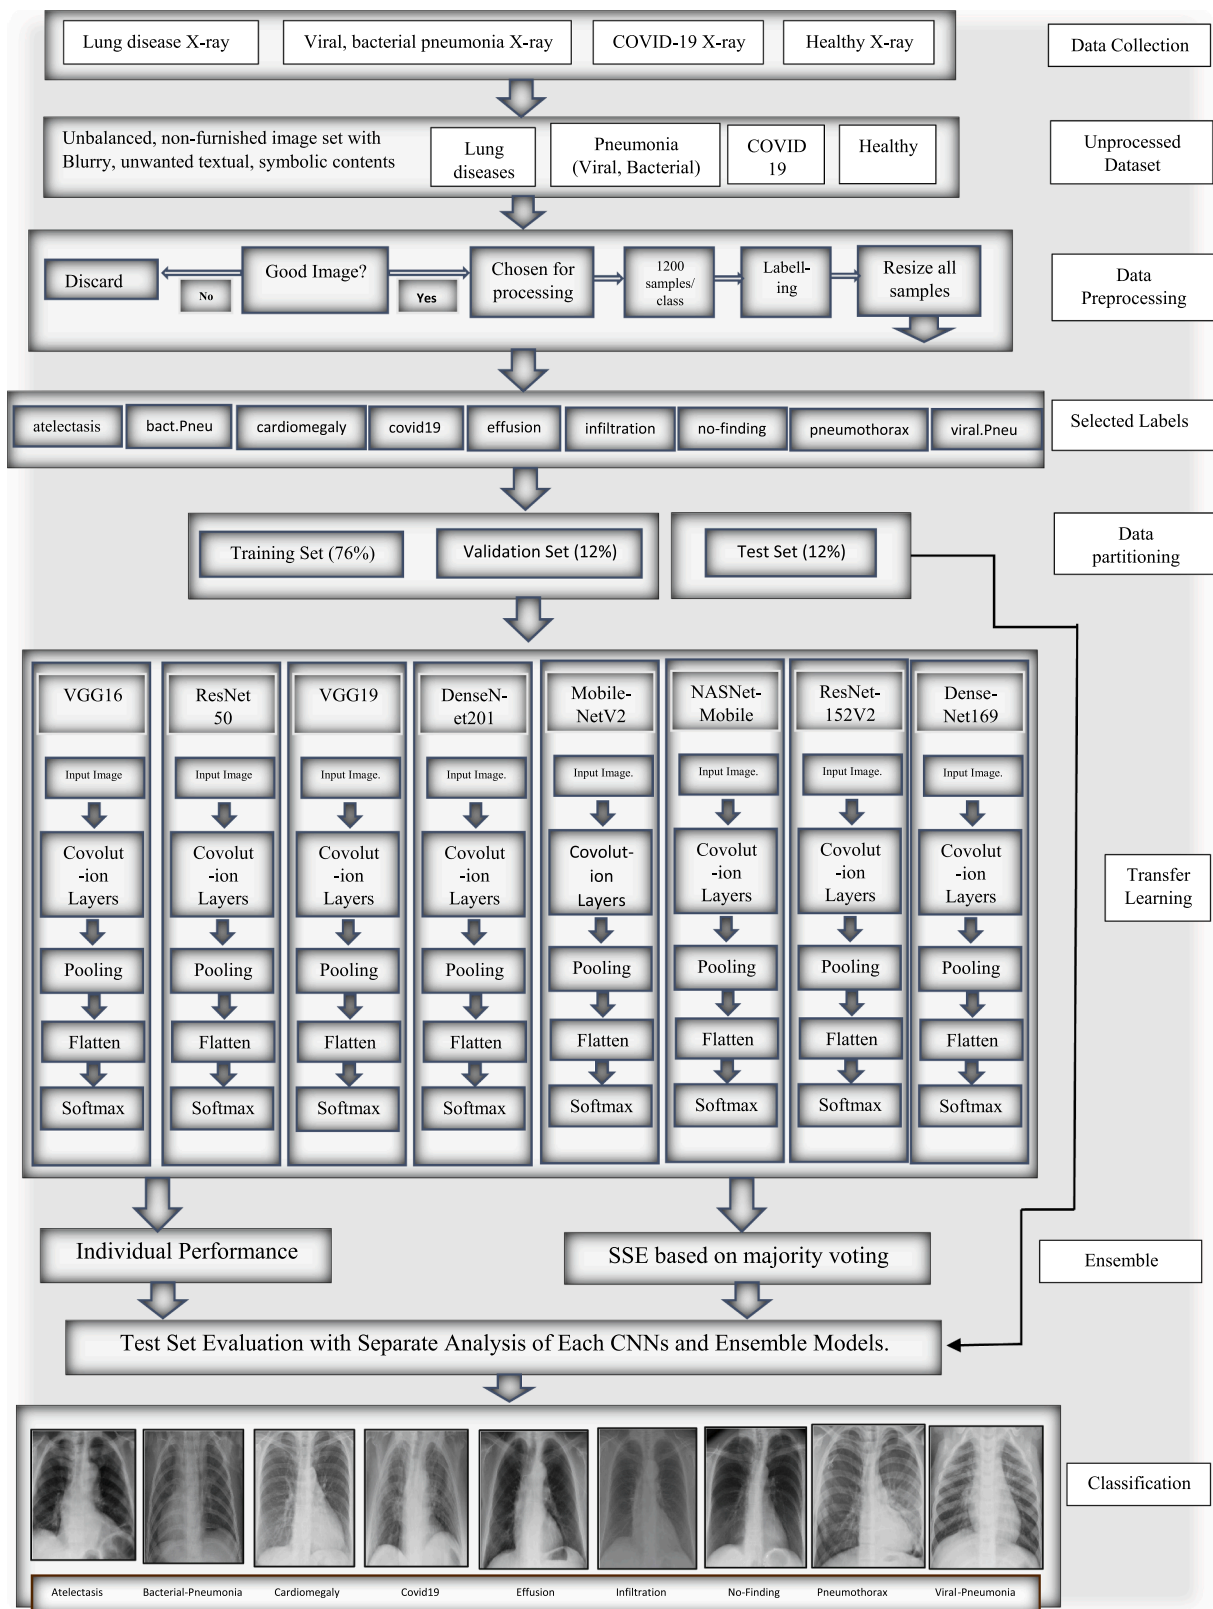 Lung disease X-ray
Viral, bacterial pneumonia X-ray
COVID-19 X-ray
Healthy X-ray
Data Collection
Unbalanced, non-furnished image set with
Blurry, unwanted textual, symbolic contents
Lung
diseases
Pneumonia
(Viral, Bacterial)
COVID
19
Healthy
Unprocessed
Dataset
Discard
No
Good Image?
Yes
Chosen for
processing
1200
samples/
class
Labell-
ing
Resize all
samples
Data
Preprocessing
atelectasis
bact.Pneu
cardiomegaly
covid19
effusion
infiltration
no-finding
pneumothorax
viral.Pneu
Selected Labels
Training Set (76%)
Validation Set (12%)
Test Set (12%)
Data
partitioning
VGG16
Input Image
Covolut
-ion
Layers
Pooling
Flatten
Softmax
ResNet
50
Input Image
Covolut
-ion
Layers
Pooling
Flatten
Softmax
VGG19
Input Image.
Covolut
-ion
Layers
Pooling
Flatten
Softmax
DenseN-
et201
Input Image.
Covolut
-ion
Layers
Pooling
Flatten
Softmax
Mobile-
NetV2
Input Image.
Covolut-
ion
Layers
Pooling
Flatten
Softmax
NASNet-
Mobile
Input Image.
Covolut
-ion
Layers
Pooling
Flatten
Softmax
ResNet-
152V2
Input Image.
Covolut
-ion
Layers
Pooling
Flatten
Softmax
Dense-
Net169
Input Image.
Covolut
-ion
Layers
Pooling
Flatten
Softmax
Transfer
Learning
Individual Performance
SSE based on majority voting
Ensemble
Test Set Evaluation with Separate Analysis of Each CNNs and Ensemble Models.
Classification
Atelectasis
Bacterial-Pneumonia
Cardiomegaly
Covid19
Effusion
Infiltration
No-Finding
Pneumothorax
Viral-Pneumonia